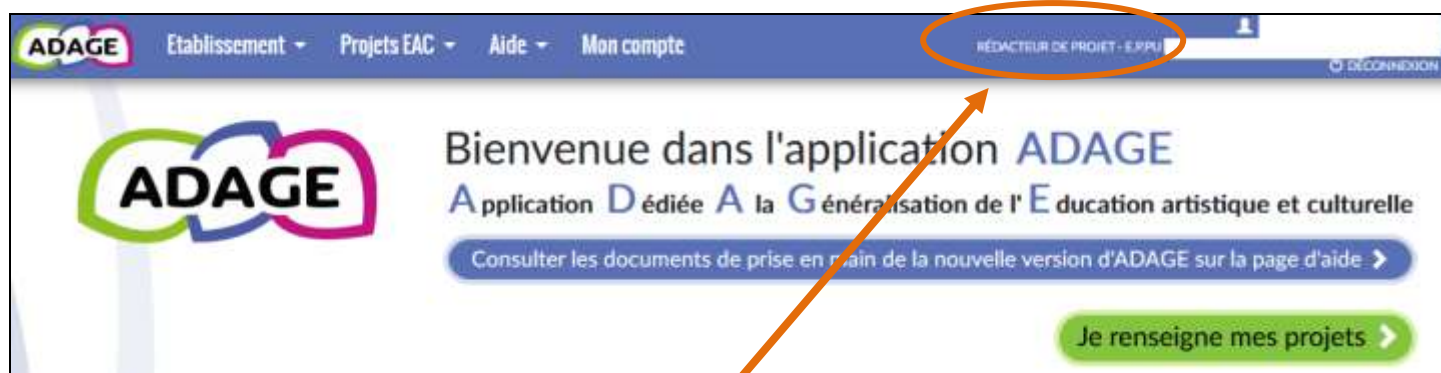 ADAGE Etablissement Projets EAC Aide Mon compte RÉDACTEUR DE PROJET - E.P.PU
DÉCONNEXION
ADAGE
Bienvenue dans l'application ADAGE
Application Dédiée A la Généralisation de l'Education artistique et culturelle
Consulter les documents de prise en main de la nouvelle version d'ADAGE sur la page d'aide
Je renseigne mes projets